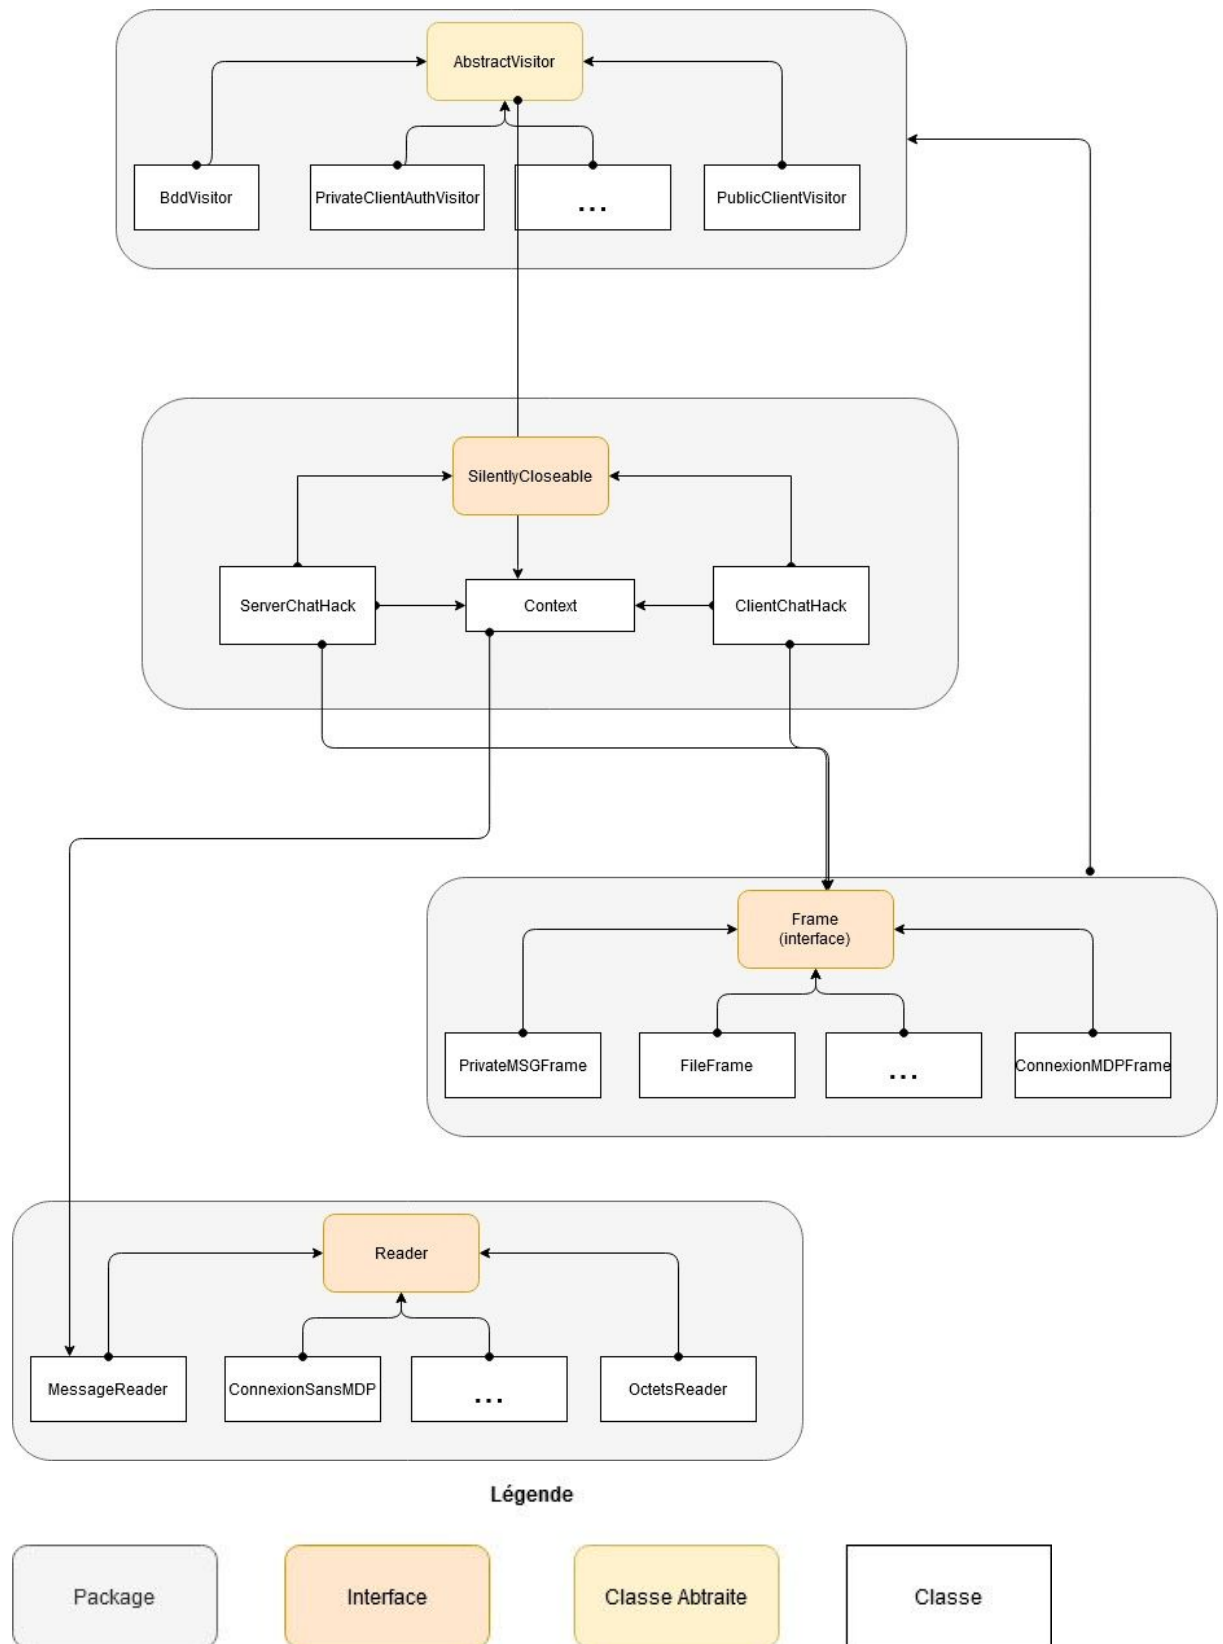 AbstractVisitor
BddVisitor
PrivateClientAuthVisitor
...
PublicClientVisitor
SilentlyCloseable
ServerChatHack
Context
ClientChatHack
Frame
(interface)
PrivateMSGFrame
FileFrame
...
ConnexionMDPFrame
Reader
MessageReader
ConnexionSansMDP
...
OctetsReader
Légende
Package
Interface
Classe Abtraite
Classe